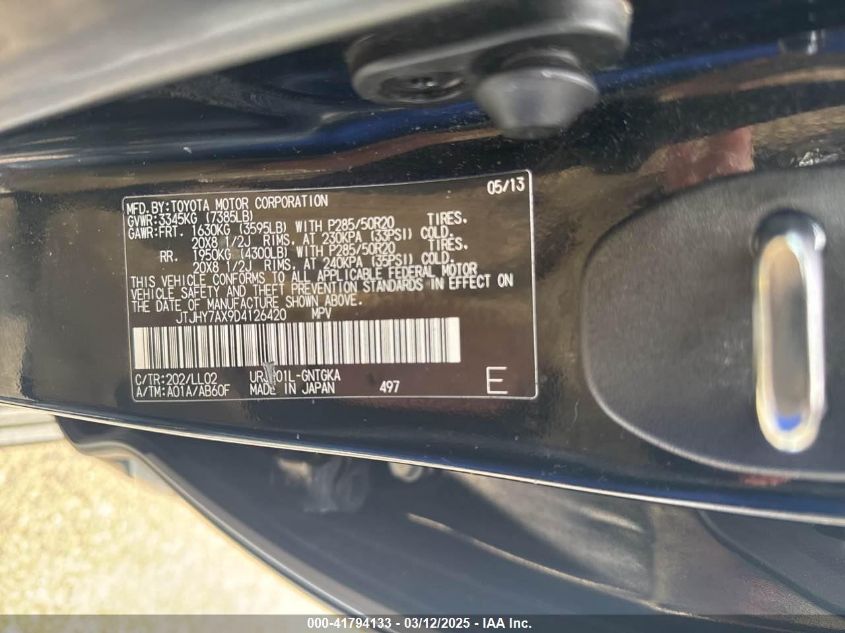 05/13
MFD.BY:TOYOTA MOTOR CORPORATION
GVWR:3345KG (7385LB)
GAWR:FRT. 1630KG (3595LB) WITH P285/50R20 TIRES.
20X8 1/2J RIMS, AT 230KPA (33PSI) COLD.
RR. 1950KG (4300LB) WITH P285/50R20 TIRES.
20X8 1/2J RIMS, AT 240KPA (35PSI) COLD.
THIS VEHICLE CONFORMS TO ALL APPLICABLE FEDERAL MOTOR
VEHICLE SAFETY AND THEFT PREVENTION STANDARDS IN EFFECT ON
THE DATE OF MANUFACTURE SHOWN ABOVE.
JTJHY7AX9D4126420 MPV
C/TR:202/LL02
A/TM:A01A/AB60F MADE IN JAPAN 497 E
000-41794133 - 03/12/2025 - IAA Inc.